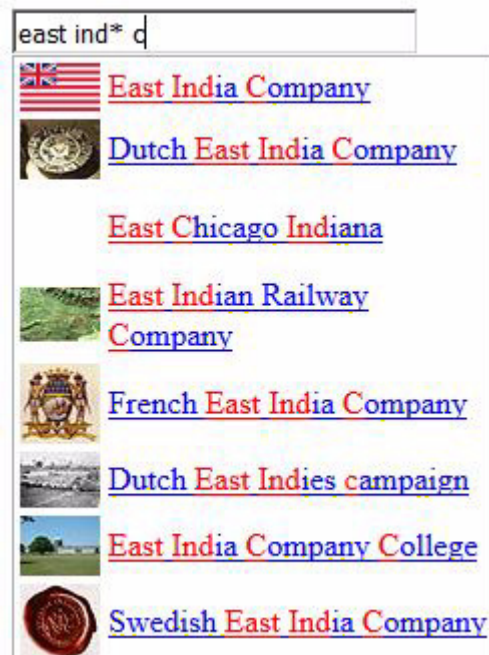 east ind* c
East India Company
Dutch East India Company
East Chicago Indiana
East Indian Railway
Company
French East India Company
Dutch East Indies campaign
East India Company College
Swedish East India Company